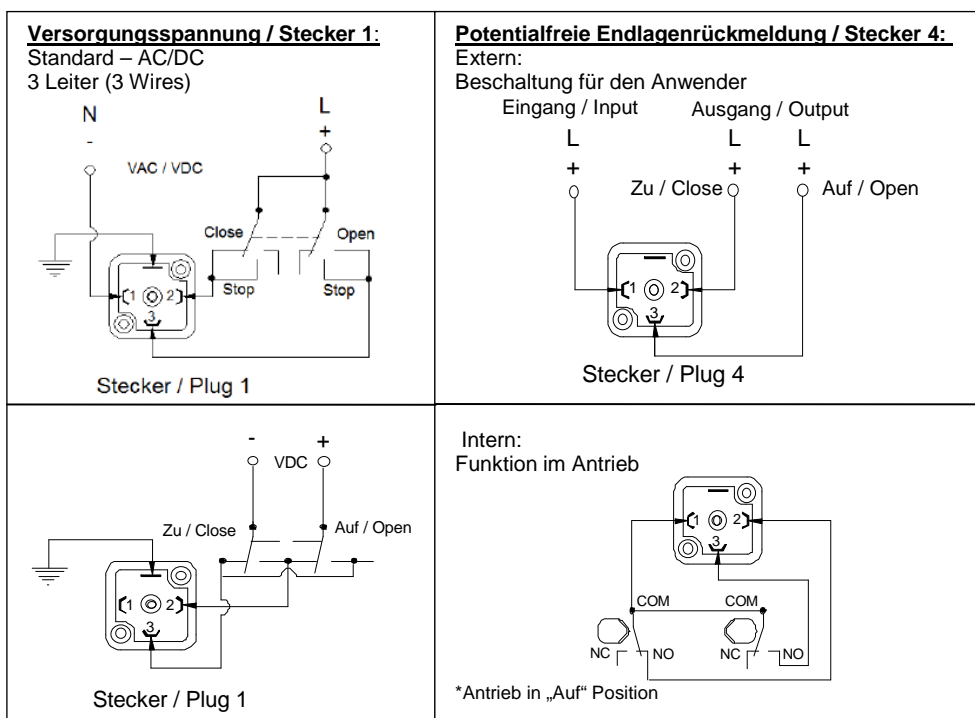 Versorgungsspannung / Stecker 1:
Standard – AC/DC
3 Leiter (3 Wires)
N
L
-
+
VAC / VDC
Close
Open
Stop
Stop
1
2
3
Stecker / Plug 1
Potentialfreie Endlagenrückmeldung / Stecker 4:
Extern:
Beschaltung für den Anwender
Eingang / Input
Ausgang / Output
L
L
L
+
+
+
Zu / Close
Auf / Open
1
2
3
Stecker / Plug 4
-
+
VDC
Zu / Close
Auf / Open
1
2
3
Stecker / Plug 1
Intern:
Funktion im Antrieb
1
2
3
COM
COM
NC
NO
NC
NO
*Antrieb in „Auf“ Position